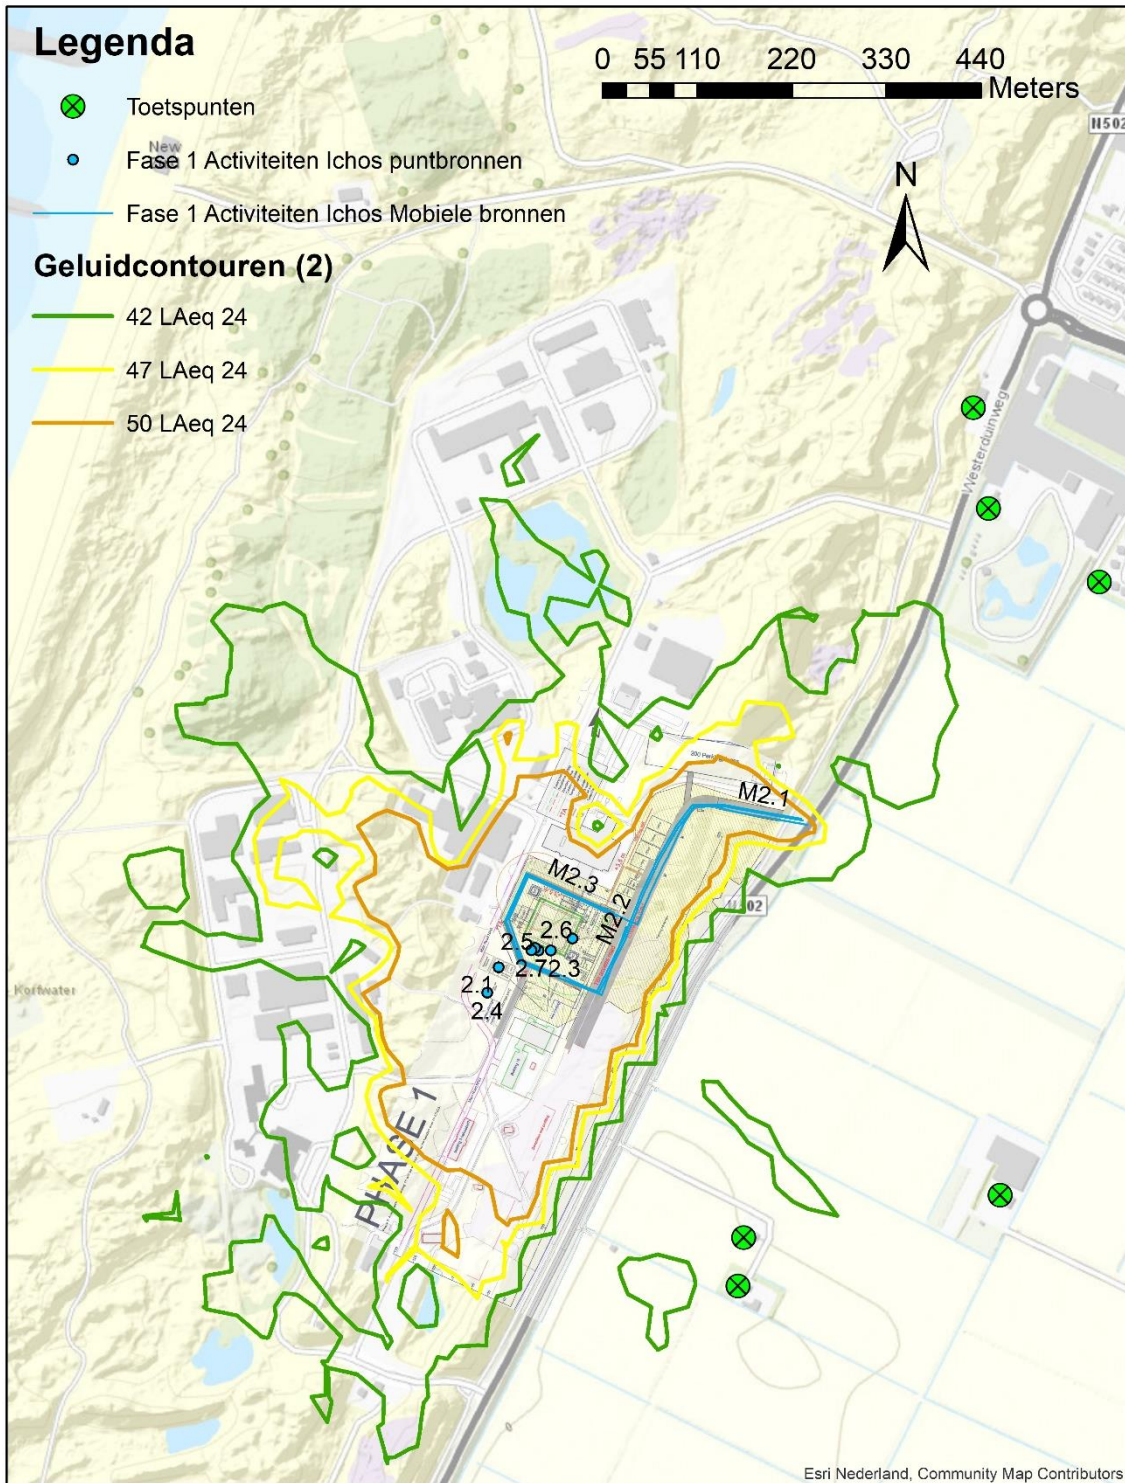 Legenda
Toetspunten
Fase 1 Activiteiten Ichos puntbronnen
Fase 1 Activiteiten Ichos Mobiele bronnen
Geluidcontouren (2)
42 LAeq 24
47 LAeq 24
50 LAeq 24
0 55 110 220 330 440
Meters
N502
New
N
Westerduinweg
M2.1
M2.3
M2.2
N502
2.6
2.5
2.7 2.3
2.1
2.4
Korfwater
PHASE 1
0
Esri Nederland, Community Map Contributors